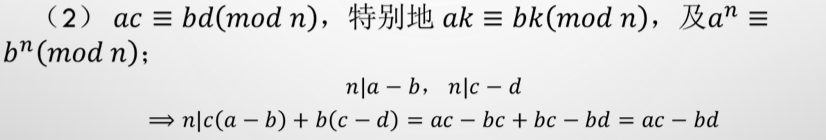 （2）ac ≡ bd(mod n)，特别地 ak ≡ bk(mod n)，及aⁿ ≡
bⁿ(mod n)；
n|a − b，n|c − d
⟹ n|c(a − b) + b(c − d) = ac − bc + bc − bd = ac − bd